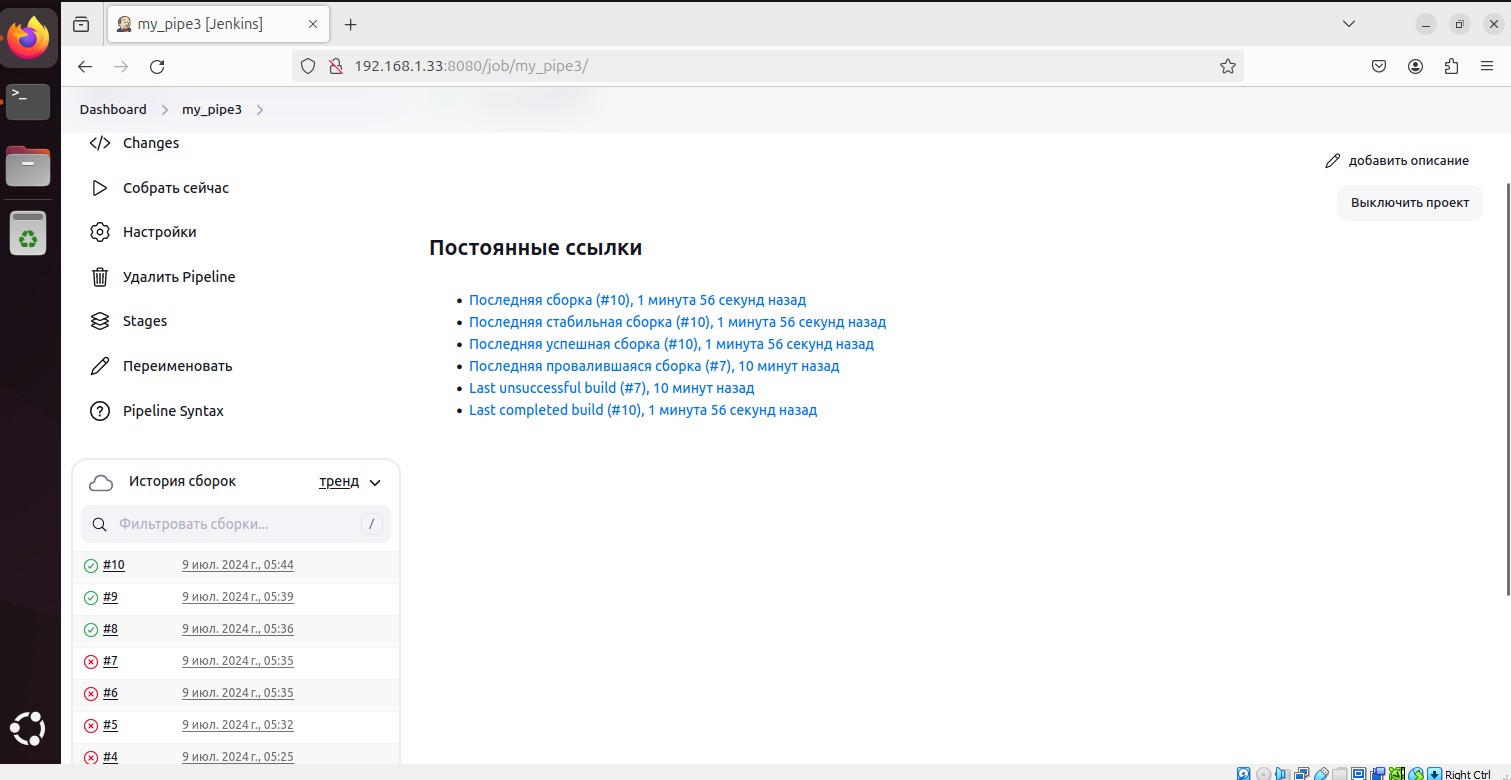 my_pipe3 [Jenkins]
192.168.1.33:8080/job/my_pipe3/
Dashboard
my_pipe3
Changes
Собрать сейчас
Настройки
Удалить Pipeline
Stages
Переименовать
Pipeline Syntax
добавить описание
Выключить проект
Постоянные ссылки
Последняя сборка (#10), 1 минута 56 секунд назад
Последняя стабильная сборка (#10), 1 минута 56 секунд назад
Последняя успешная сборка (#10), 1 минута 56 секунд назад
Последняя провалившаяся сборка (#7), 10 минут назад
Last unsuccessful build (#7), 10 минут назад
Last completed build (#10), 1 минута 56 секунд назад
История сборок тренд
Фильтровать сборки... /
#10 9 июл. 2024 г., 05:44
#9 9 июл. 2024 г., 05:39
#8 9 июл. 2024 г., 05:36
#7 9 июл. 2024 г., 05:35
#6 9 июл. 2024 г., 05:35
#5 9 июл. 2024 г., 05:32
#4 9 июл. 2024 г., 05:25
Right Ctrl